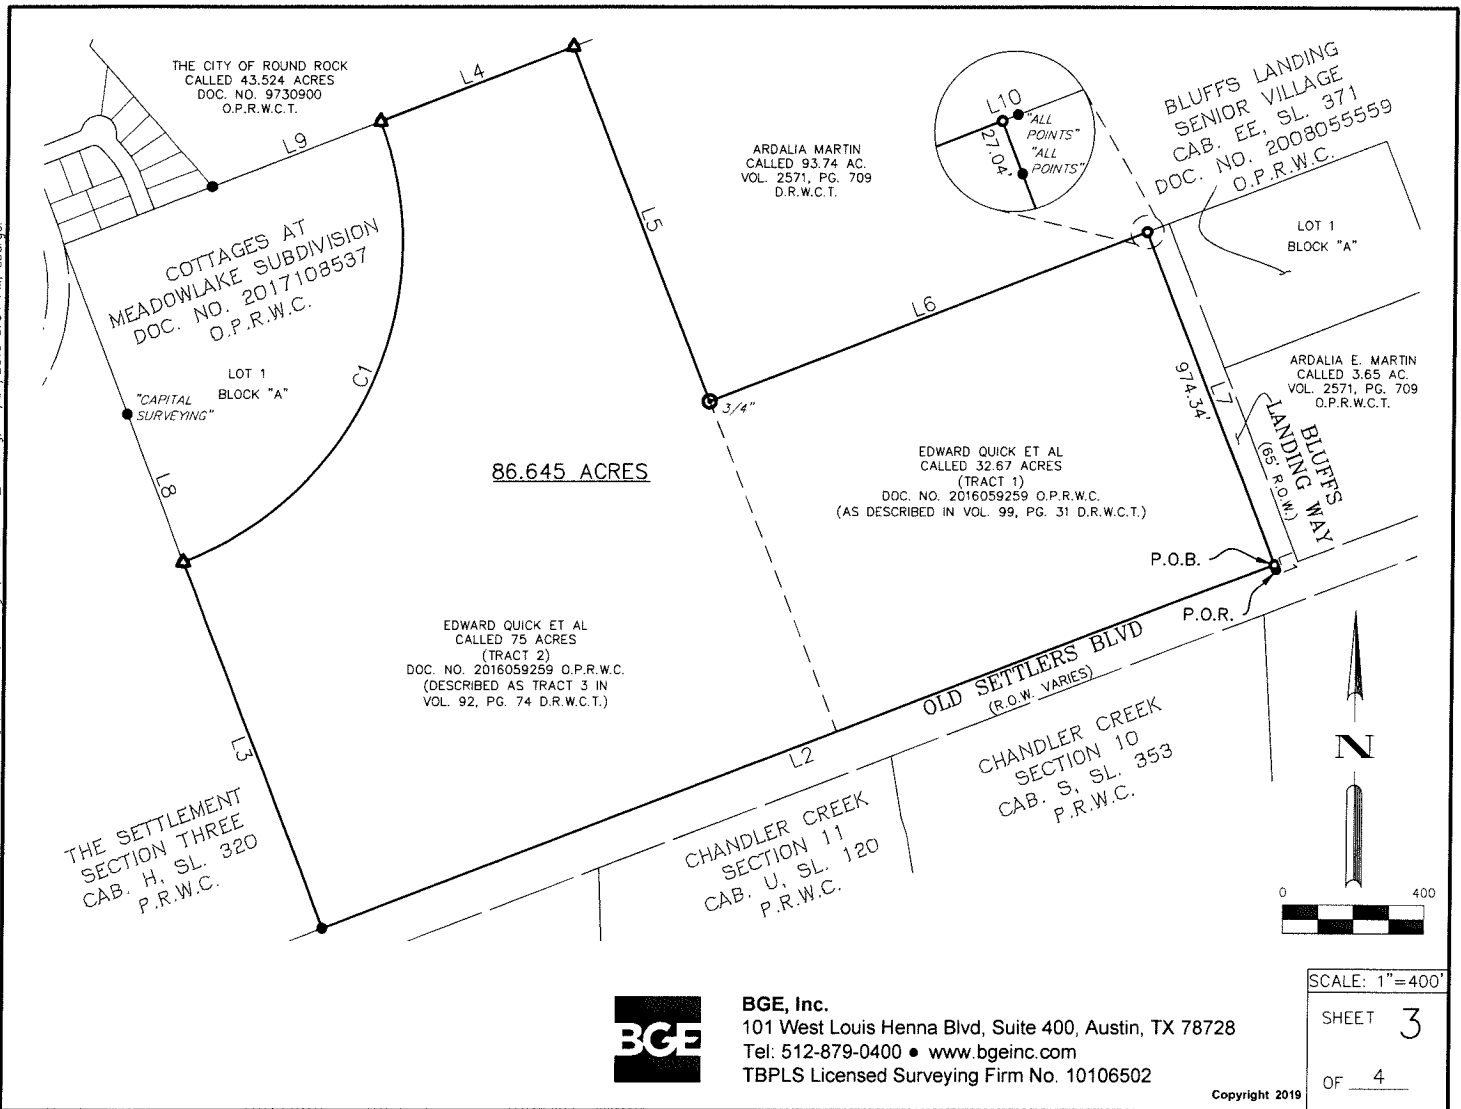 THE CITY OF ROUND ROCK
CALLED 43.524 ACRES
DOC. NO. 9730900
O.P.R.W.C.T.
L4
L9
ARDALIA MARTIN
CALLED 93.74 AC.
VOL. 2571, PG. 709
D.R.W.C.T.
L10
"ALL
POINTS"
27.04'
"ALL
POINTS"
BLUFFS LANDING
SENIOR VILLAGE
CAB. EE, SL. 371
DOC. NO. 2008055559
O.P.R.W.C.
LOT 1
BLOCK "A"
COTTAGES AT
MEADOWLAKE SUBDIVISION
DOC. NO. 2017108537
O.P.R.W.C.
LOT 1
BLOCK "A"
C1
L5
L6
"CAPITAL
SURVEYING"
L8
3/4"
974.34'
L7
ARDALIA E. MARTIN
CALLED 3.65 AC.
VOL. 2571, PG. 709
O.P.R.W.C.T.
BLUFFS
LANDING WAY
(65' R.O.W.)
86.645 ACRES
EDWARD QUICK ET AL
CALLED 32.67 ACRES
(TRACT 1)
DOC. NO. 2016059259 O.P.R.W.C.
(AS DESCRIBED IN VOL. 99, PG. 31 D.R.W.C.T.)
P.O.B.
P.O.R.
L1
EDWARD QUICK ET AL
CALLED 75 ACRES
(TRACT 2)
DOC. NO. 2016059259 O.P.R.W.C.
(DESCRIBED AS TRACT 3 IN
VOL. 92, PG. 74 D.R.W.C.T.)
OLD SETTLERS BLVD
(R.O.W. VARIES)
L3
L2
THE SETTLEMENT
SECTION THREE
CAB. H, SL. 320
P.R.W.C.
CHANDLER CREEK
SECTION 11
CAB. U, SL. 120
P.R.W.C.
CHANDLER CREEK
SECTION 10
CAB. S, SL. 353
P.R.W.C.
N
0 400
SCALE: 1"=400'
SHEET 3
OF 4
BGE
BGE, Inc.
101 West Louis Henna Blvd, Suite 400, Austin, TX 78728
Tel: 512-879-0400 ● www.bgeinc.com
TBPLS Licensed Surveying Firm No. 10106502
Copyright 2019